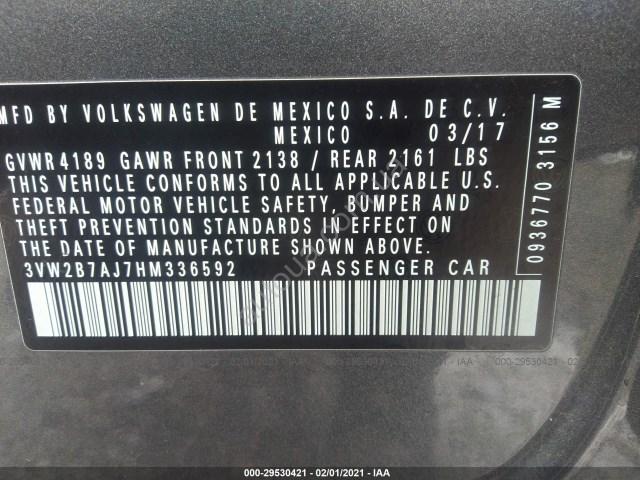 MFD BY VOLKSWAGEN DE MEXICO S.A. DE C.V.
MEXICO 03/17
GVWR 4189 GAWR FRONT 2138 / REAR 2161 LBS
THIS VEHICLE CONFORMS TO ALL APPLICABLE U.S.
FEDERAL MOTOR VEHICLE SAFETY, BUMPER AND
THEFT PREVENTION STANDARDS IN EFFECT ON
THE DATE OF MANUFACTURE SHOWN ABOVE.
3VW2B7AJ7HM336592 PASSENGER CAR
0936770 3156 M
000-29530421 - 02/01/2021 - IAA